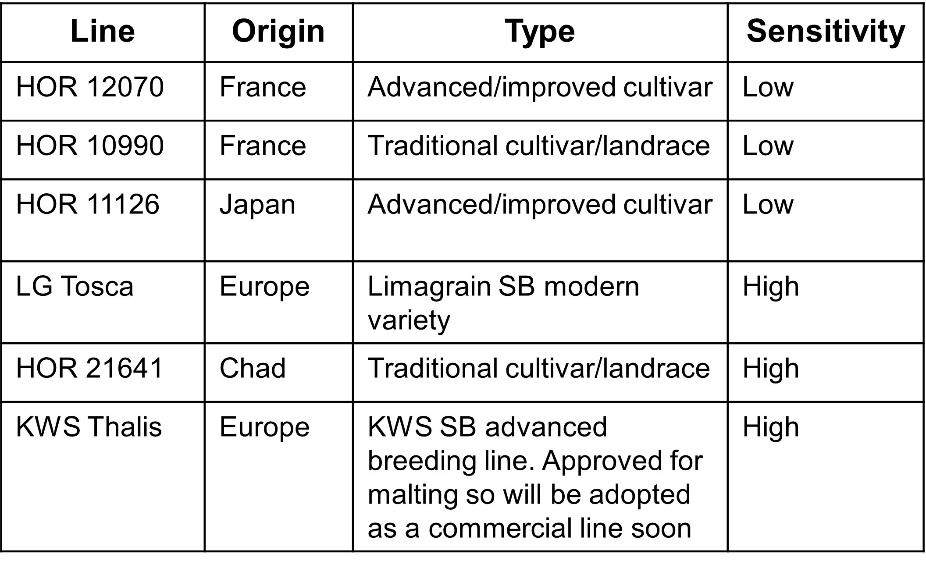 Line Origin Type Sensitivity
HOR 12070 France Advanced/improved cultivar Low
HOR 10990 France Traditional cultivar/landrace Low
HOR 11126 Japan Advanced/improved cultivar Low
LG Tosca Europe Limagrain SB modern High
variety
HOR 21641 Chad Traditional cultivar/landrace High
KWS Thalis Europe KWS SB advanced High
breeding line. Approved for
malting so will be adopted
as a commercial line soon